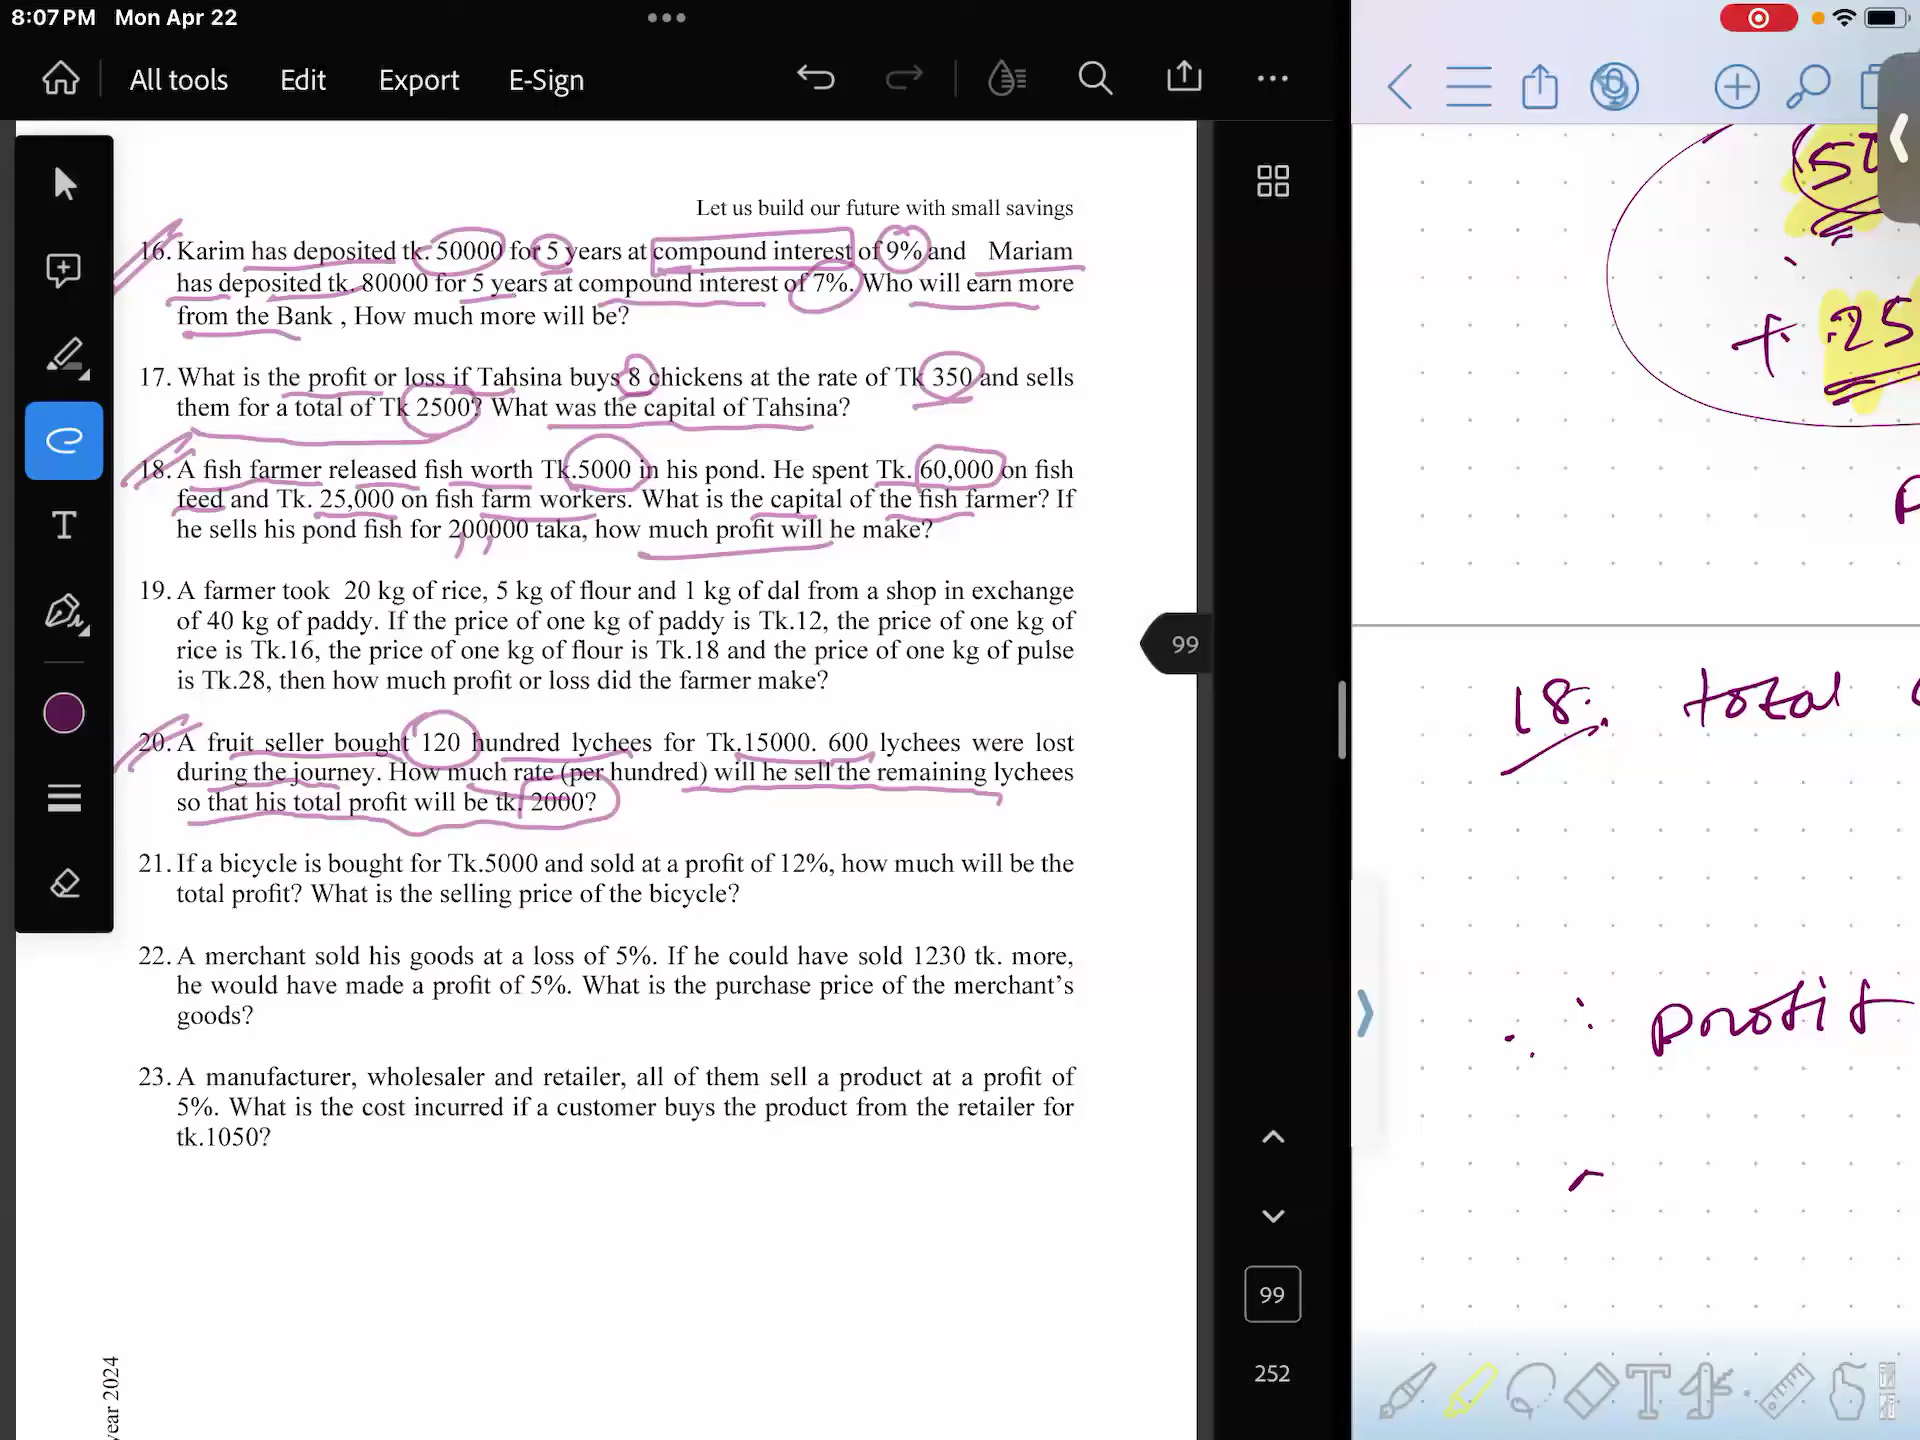 8:07 PM Mon Apr 22
All tools Edit Export E-Sign
Let us build our future with small savings
16. Karim has deposited tk. 50000 for 5 years at compound interest of 9% and Mariam
has deposited tk. 80000 for 5 years at compound interest of 7%. Who will earn more
from the Bank , How much more will be?
17. What is the profit or loss if Tahsina buys 8 chickens at the rate of Tk 350 and sells
them for a total of Tk 2500? What was the capital of Tahsina?
18. A fish farmer released fish worth Tk.5000 in his pond. He spent Tk. 60,000 on fish
feed and Tk. 25,000 on fish farm workers. What is the capital of the fish farmer? If
he sells his pond fish for 200000 taka, how much profit will he make?
19. A farmer took 20 kg of rice, 5 kg of flour and 1 kg of dal from a shop in exchange
of 40 kg of paddy. If the price of one kg of paddy is Tk.12, the price of one kg of
rice is Tk.16, the price of one kg of flour is Tk.18 and the price of one kg of pulse
is Tk.28, then how much profit or loss did the farmer make?
20. A fruit seller bought 120 hundred lychees for Tk.15000. 600 lychees were lost
during the journey. How much rate (per hundred) will he sell the remaining lychees
so that his total profit will be tk. 2000?
21. If a bicycle is bought for Tk.5000 and sold at a profit of 12%, how much will be the
total profit? What is the selling price of the bicycle?
22. A merchant sold his goods at a loss of 5%. If he could have sold 1230 tk. more,
he would have made a profit of 5%. What is the purchase price of the merchant's
goods?
23. A manufacturer, wholesaler and retailer, all of them sell a product at a profit of
5%. What is the cost incurred if a customer buys the product from the retailer for
tk.1050?
year 2024
99
99
252
50
+ 25
18. total
∴ profit